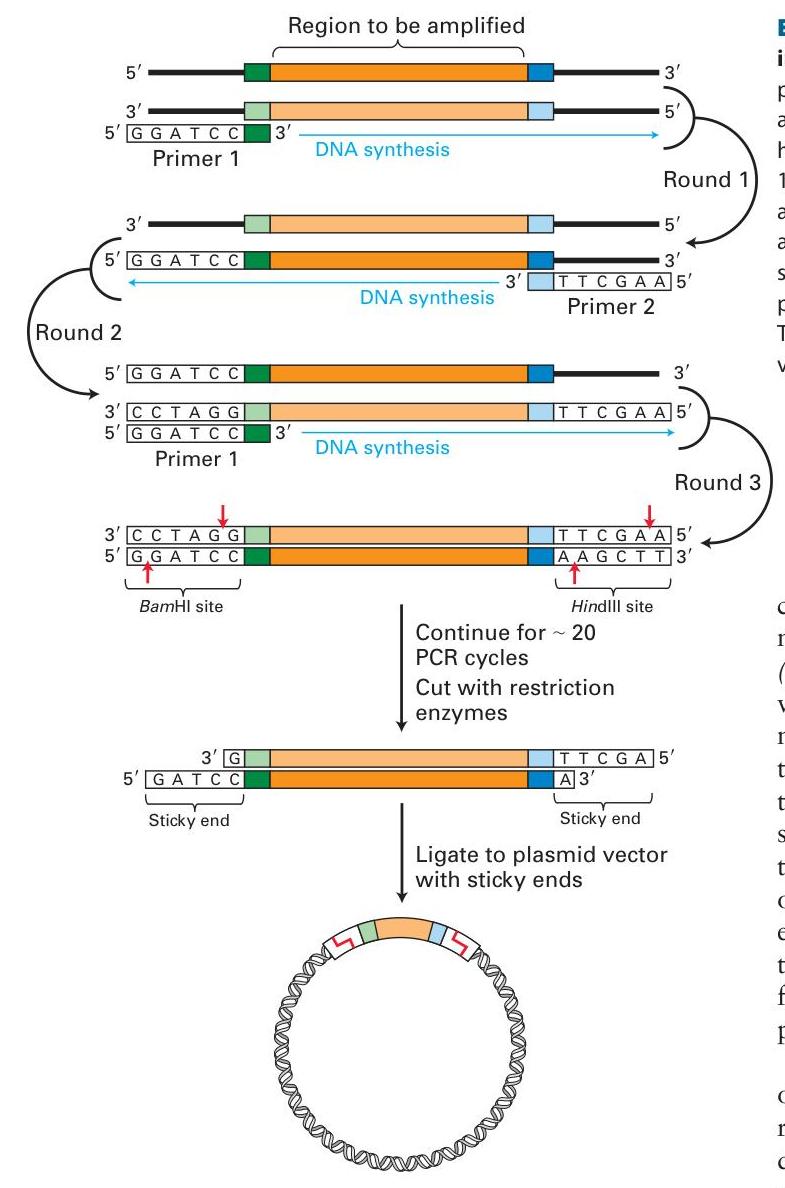 Region to be amplified
5′ 3′
3′ 5′
5′ G G A T C C 3′
DNA synthesis
Primer 1
Round 1
3′ 5′
5′ G G A T C C 3′
3′ T T C G A A 5′
DNA synthesis
Primer 2
Round 2
5′ G G A T C C 3′
3′ C C T A G G T T C G A A 5′
5′ G G A T C C 3′
DNA synthesis
Primer 1
Round 3
3′ C C T A G G T T C G A A 5′
5′ G G A T C C A A G C T T 3′
BamHI site HindIII site
Continue for ~ 20
PCR cycles
Cut with restriction
enzymes
3′ G T T C G A 5′
5′ G A T C C A 3′
Sticky end Sticky end
Ligate to plasmid vector
with sticky ends